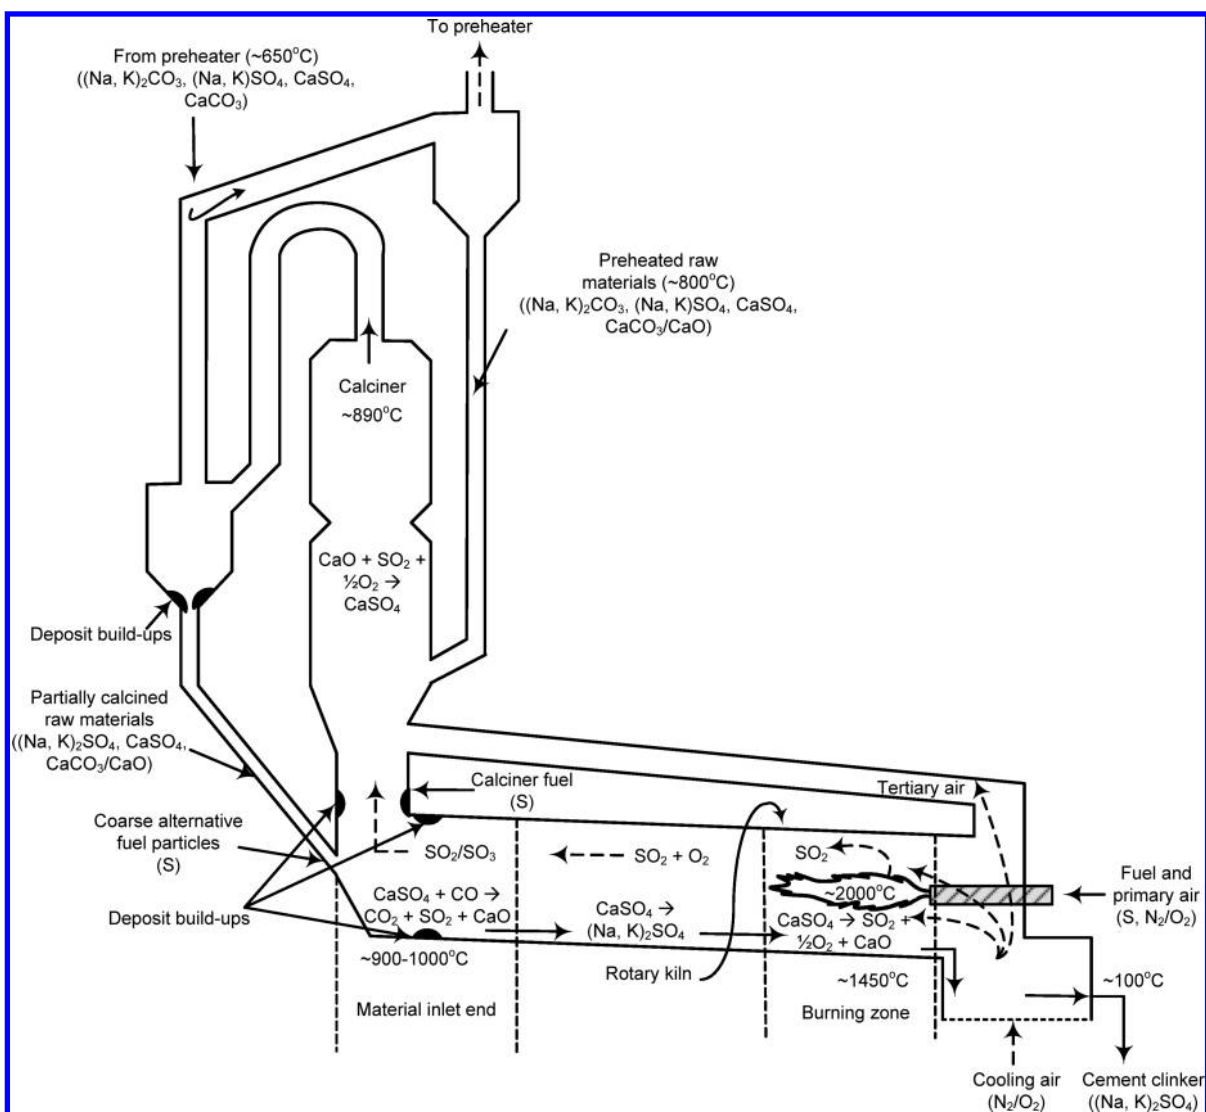 To preheater
From preheater (~650°C)
((Na, K)₂CO₃, (Na, K)SO₄, CaSO₄,
CaCO₃)
Preheated raw
materials (~800°C)
((Na, K)₂CO₃, (Na, K)SO₄, CaSO₄,
CaCO₃/CaO)
Calciner
~890°C
CaO + SO₂ +
½O₂ →
CaSO₄
Deposit build-ups
Partially calcined
raw materials
((Na, K)₂SO₄, CaSO₄,
CaCO₃/CaO)
Calciner fuel
(S)
Tertiary air
Coarse alternative
fuel particles
(S)
SO₂/SO₃
SO₂ + O₂
SO₂
~2000°C
Fuel and
primary air
(S, N₂/O₂)
Deposit build-ups
CaSO₄ + CO →
CO₂ + SO₂ + CaO
CaSO₄ →
(Na, K)₂SO₄
CaSO₄ → SO₂ +
½O₂ + CaO
~900-1000°C
Rotary kiln
~1450°C
~100°C
Material inlet end
Burning zone
Cooling air
(N₂/O₂)
Cement clinker
((Na, K)₂SO₄)